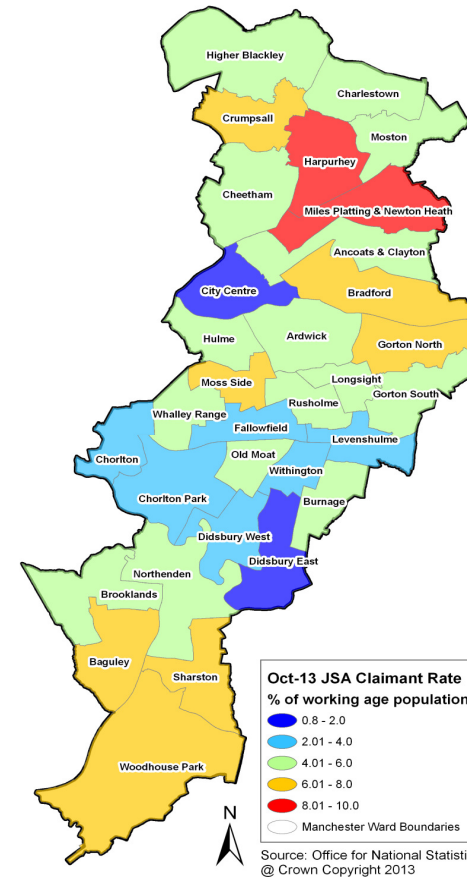 Higher Blackley
Charlestown
Crumpsall
Moston
Harpurhey
Cheetham
Miles Platting & Newton Heath
Ancoats & Clayton
City Centre
Bradford
Hulme
Ardwick
Gorton North
Moss Side
Longsight
Gorton South
Rusholme
Whalley Range
Fallowfield
Levenshulme
Chorlton
Old Moat
Withington
Chorlton Park
Burnage
Didsbury West
Didsbury East
Northenden
Brooklands
Baguley
Sharston
Woodhouse Park
N
Oct-13 JSA Claimant Rate
% of working age population
0.8 - 2.0
2.01 - 4.0
4.01 - 6.0
6.01 - 8.0
8.01 - 10.0
Manchester Ward Boundaries
Source: Office for National Statisti
@ Crown Copyright 2013